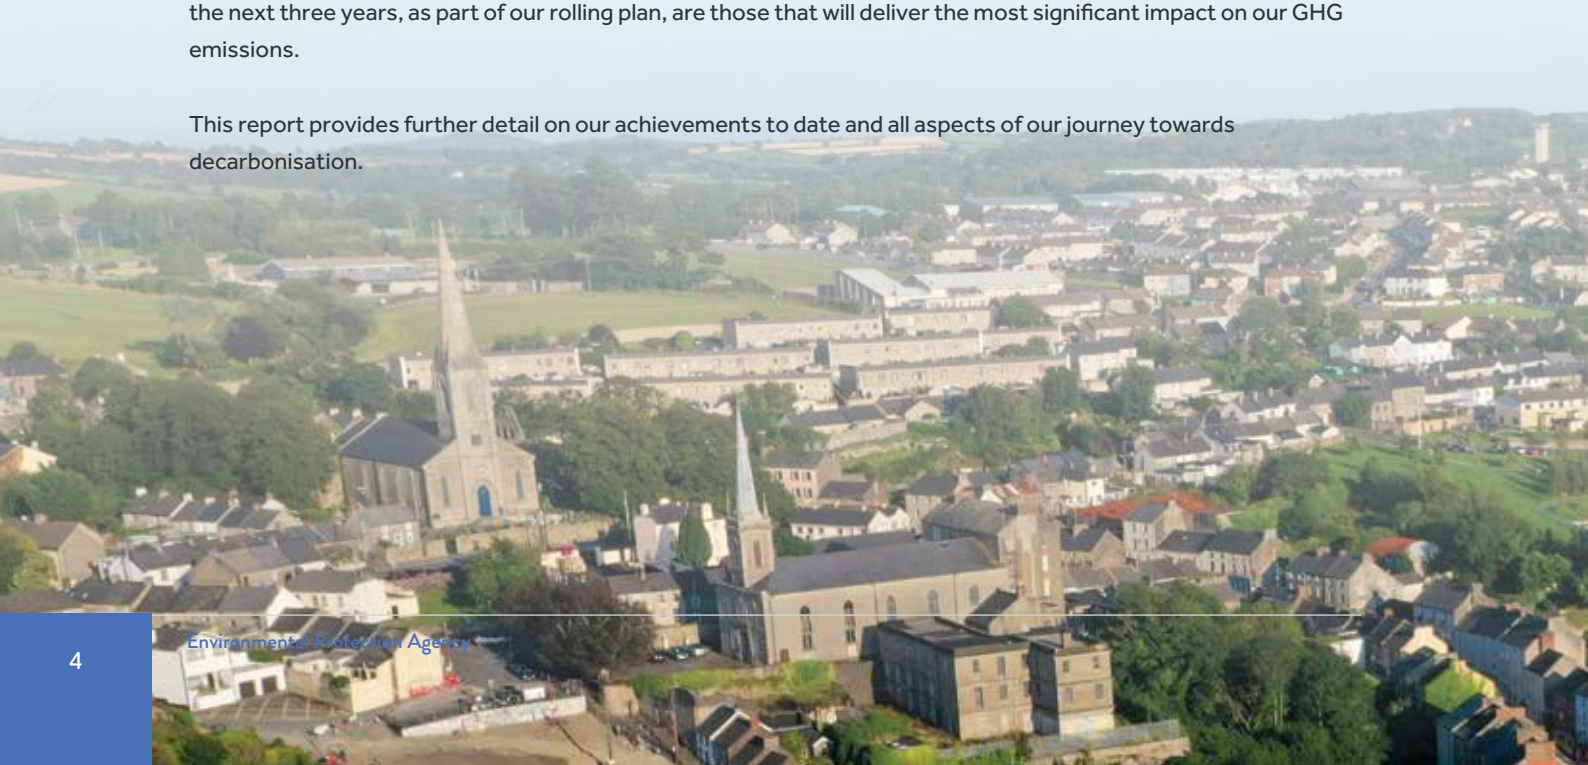 the next three years, as part of our rolling plan, are those that will deliver the most significant impact on our GHG
emissions.
This report provides further detail on our achievements to date and all aspects of our journey towards
decarbonisation.
Environmental Protection Agency
4